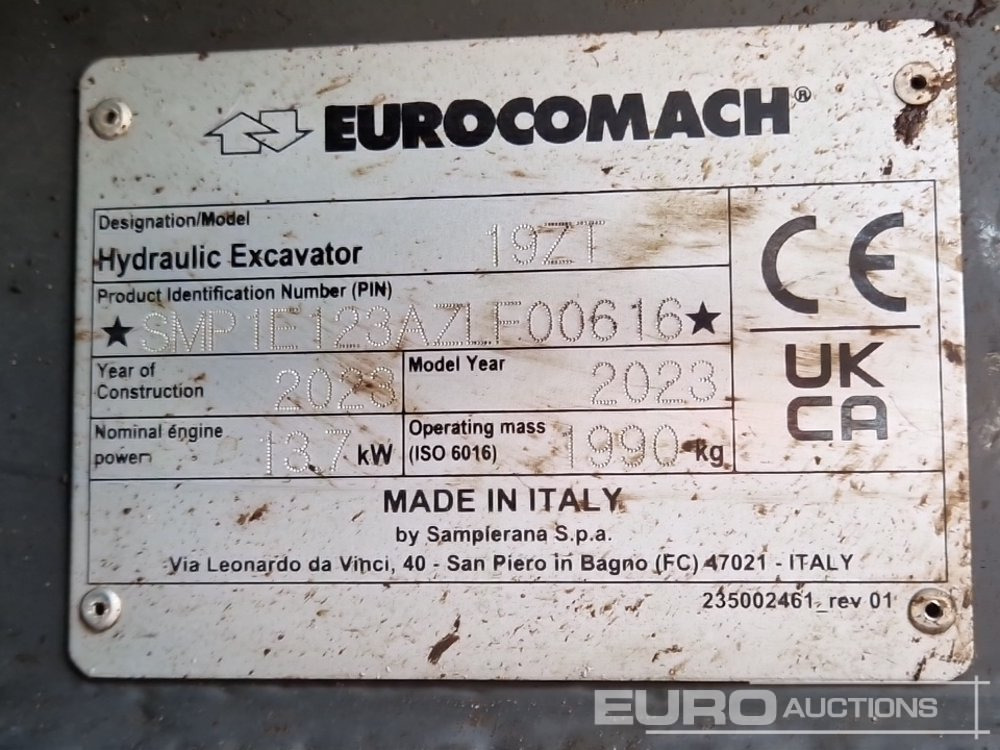 EUROCOMACH®
Designation/Model
Hydraulic Excavator 19ZT
Product Identification Number (PIN)
★ SMP1E123AZLF00616 ★
Year of Construction 2023 Model Year 2023
Nominal engine power 13.7 kW Operating mass (ISO 6016) 1990 kg
CE
UK
CA
MADE IN ITALY
by Samplerana S.p.a.
Via Leonardo da Vinci, 40 - San Piero in Bagno (FC) 47021 - ITALY
235002461_rev 01
EURO AUCTIONS